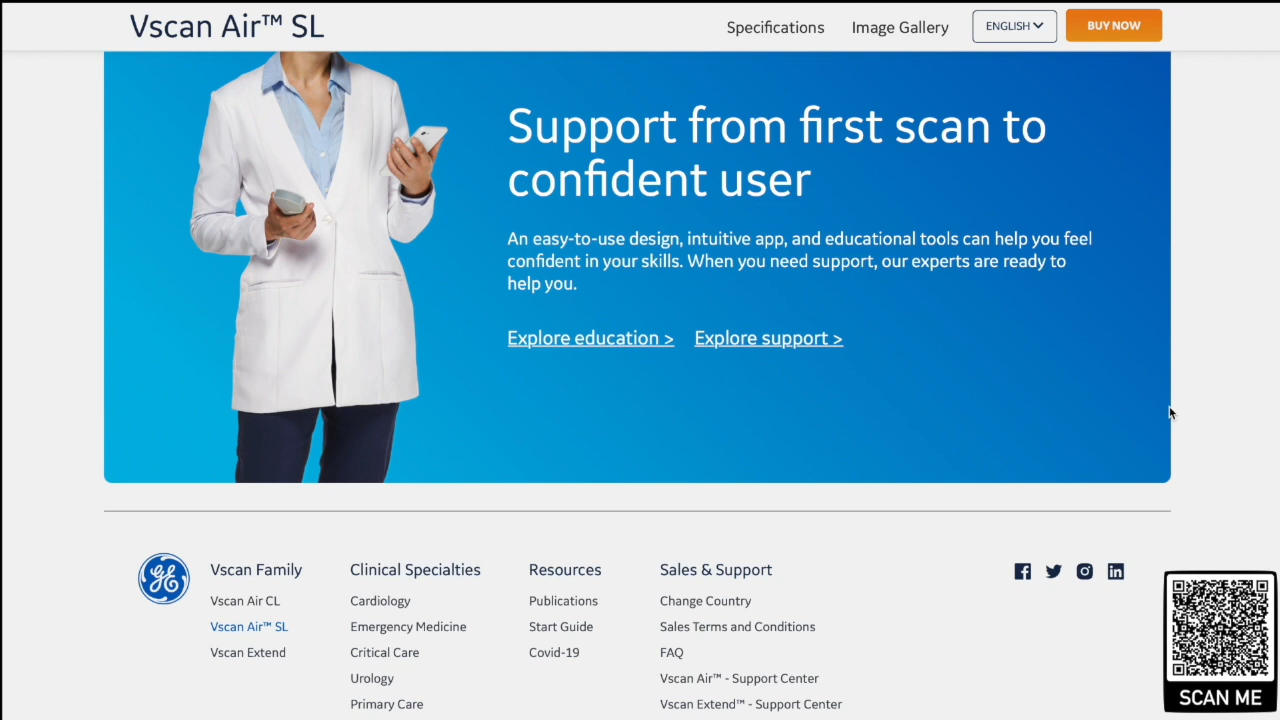 Vscan Air™ SL
Specifications
Image Gallery
ENGLISH
BUY NOW
Support from first scan to
confident user
An easy-to-use design, intuitive app, and educational tools can help you feel
confident in your skills. When you need support, our experts are ready to
help you.
Explore education >
Explore support >
Vscan Family
Vscan Air CL
Vscan Air™ SL
Vscan Extend
Clinical Specialties
Cardiology
Emergency Medicine
Critical Care
Urology
Primary Care
Resources
Publications
Start Guide
Covid-19
Sales & Support
Change Country
Sales Terms and Conditions
FAQ
Vscan Air™ - Support Center
Vscan Extend™ - Support Center
SCAN ME